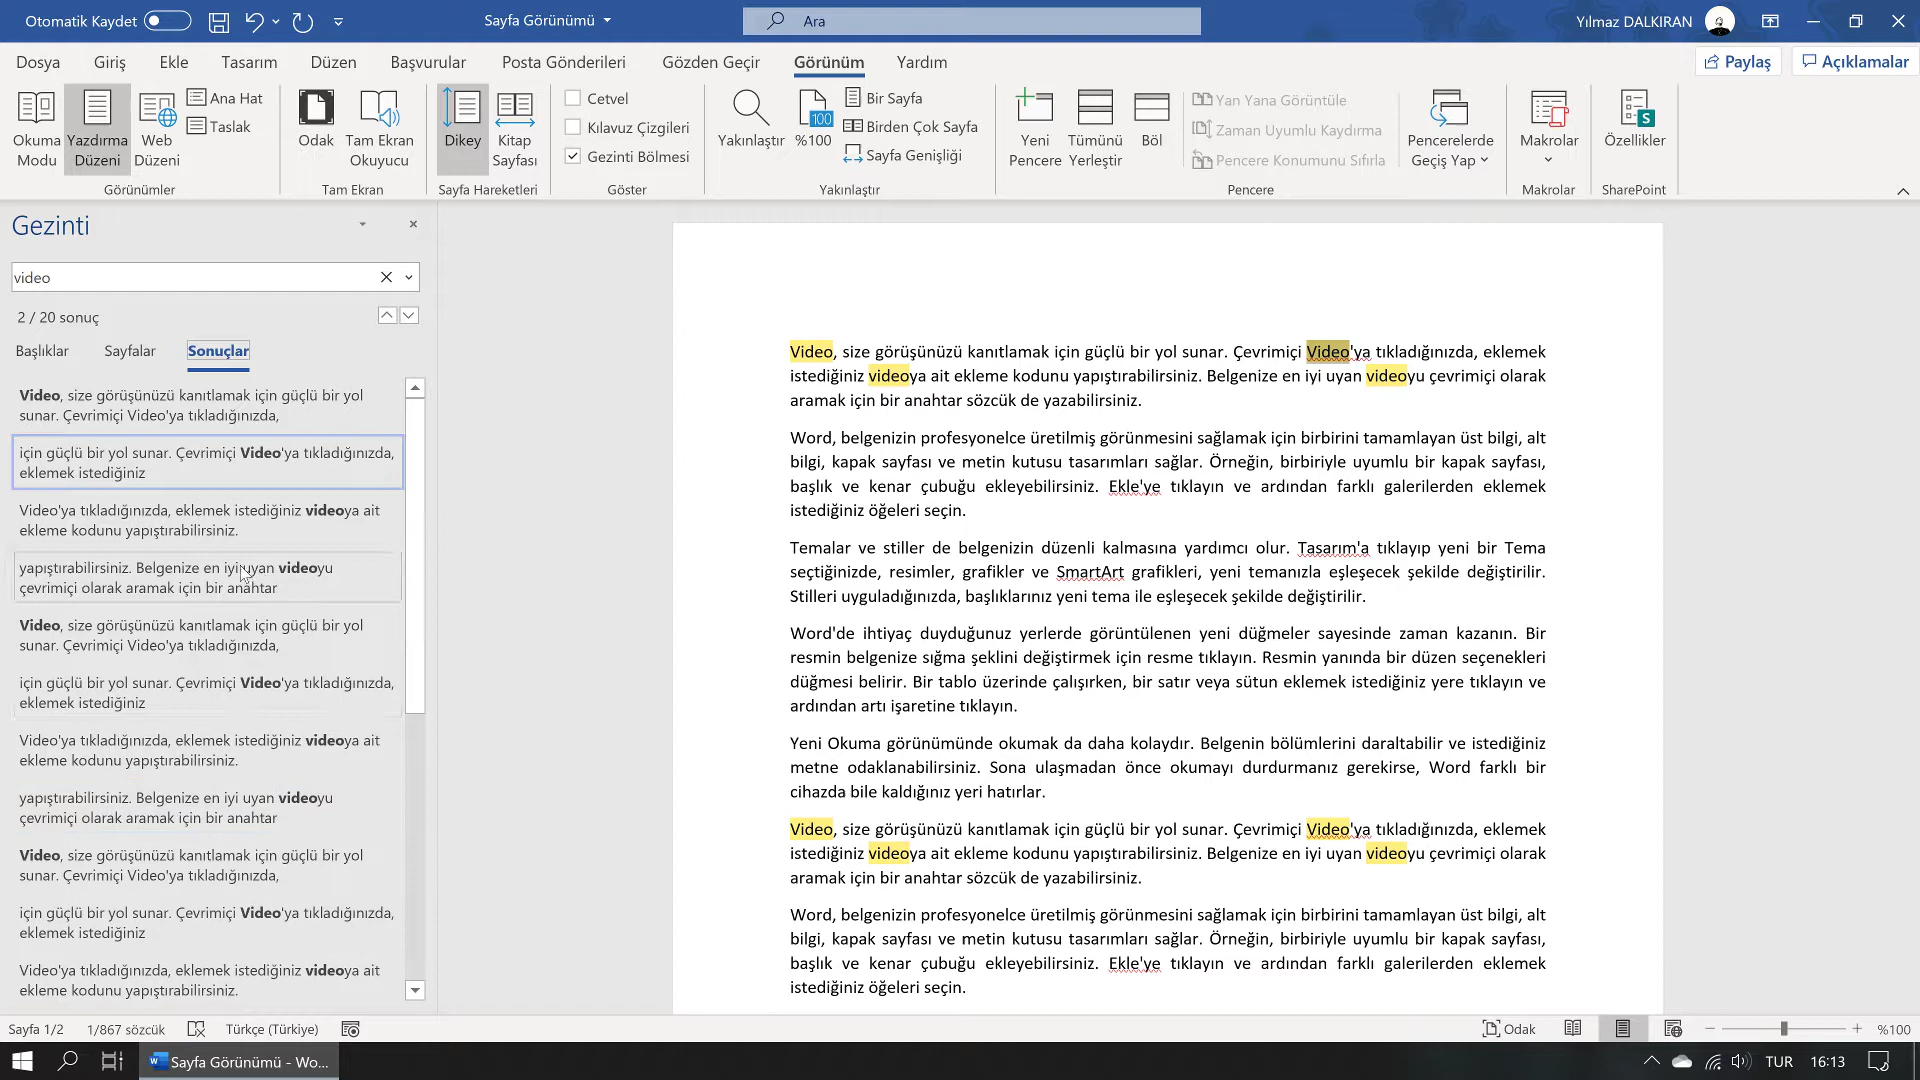 Otomatik Kaydet
Sayfa Görünümü
Ara
Yılmaz DALKIRAN
Dosya
Giriş
Ekle
Tasarım
Düzen
Başvurular
Posta Gönderileri
Gözden Geçir
Görünüm
Yardım
Paylaş
Açıklamalar
Okuma Modu
Yazdırma Düzeni
Web Düzeni
Ana Hat
Taslak
Görünümler
Odak
Tam Ekran Okuyucu
Tam Ekran
Dikey
Kitap Sayfası
Sayfa Hareketleri
Cetvel
Kılavuz Çizgileri
Gezinti Bölmesi
Göster
Yakınlaştır
100
%100
Bir Sayfa
Birden Çok Sayfa
Sayfa Genişliği
Yakınlaştır
Yeni Pencere
Tümünü Yerleştir
Böl
Yan Yana Görüntüle
Zaman Uyumlu Kaydırma
Pencere Konumunu Sıfırla
Pencerelerde Geçiş Yap
Pencere
Makrolar
Makrolar
S
Özellikler
SharePoint
Gezinti
video
2 / 20 sonuç
Başlıklar
Sayfalar
Sonuçlar
Video, size görüşünüzü kanıtlamak için güçlü bir yol
sunar. Çevrimiçi Video'ya tıkladığınızda,
için güçlü bir yol sunar. Çevrimiçi Video'ya tıkladığınızda,
eklemek istediğiniz
Video'ya tıkladığınızda, eklemek istediğiniz videoya ait
ekleme kodunu yapıştırabilirsiniz.
yapıştırabilirsiniz. Belgenize en iyi uyan videoyu
çevrimiçi olarak aramak için bir anahtar
Video, size görüşünüzü kanıtlamak için güçlü bir yol
sunar. Çevrimiçi Video'ya tıkladığınızda,
için güçlü bir yol sunar. Çevrimiçi Video'ya tıkladığınızda,
eklemek istediğiniz
Video'ya tıkladığınızda, eklemek istediğiniz videoya ait
ekleme kodunu yapıştırabilirsiniz.
yapıştırabilirsiniz. Belgenize en iyi uyan videoyu
çevrimiçi olarak aramak için bir anahtar
Video, size görüşünüzü kanıtlamak için güçlü bir yol
sunar. Çevrimiçi Video'ya tıkladığınızda,
için güçlü bir yol sunar. Çevrimiçi Video'ya tıkladığınızda,
eklemek istediğiniz
Video'ya tıkladığınızda, eklemek istediğiniz videoya ait
ekleme kodunu yapıştırabilirsiniz.
Video, size görüşünüzü kanıtlamak için güçlü bir yol sunar. Çevrimiçi Video'ya tıkladığınızda, eklemek
istediğiniz videoya ait ekleme kodunu yapıştırabilirsiniz. Belgenize en iyi uyan videoyu çevrimiçi olarak
aramak için bir anahtar sözcük de yazabilirsiniz.
Word, belgenizin profesyonelce üretilmiş görünmesini sağlamak için birbirini tamamlayan üst bilgi, alt
bilgi, kapak sayfası ve metin kutusu tasarımları sağlar. Örneğin, birbiriyle uyumlu bir kapak sayfası,
başlık ve kenar çubuğu ekleyebilirsiniz. Ekle'ye tıklayın ve ardından farklı galerilerden eklemek
istediğiniz öğeleri seçin.
Temalar ve stiller de belgenizin düzenli kalmasına yardımcı olur. Tasarım'a tıklayıp yeni bir Tema
seçtiğinizde, resimler, grafikler ve SmartArt grafikleri, yeni temanızla eşleşecek şekilde değiştirilir.
Stilleri uyguladığınızda, başlıklarınız yeni tema ile eşleşecek şekilde değiştirilir.
Word'de ihtiyaç duyduğunuz yerlerde görüntülenen yeni düğmeler sayesinde zaman kazanın. Bir
resmin belgenize sığma şeklini değiştirmek için resme tıklayın. Resmin yanında bir düzen seçenekleri
düğmesi belirir. Bir tablo üzerinde çalışırken, bir satır veya sütun eklemek istediğiniz yere tıklayın ve
ardından artı işaretine tıklayın.
Yeni Okuma görünümünde okumak da daha kolaydır. Belgenin bölümlerini daraltabilir ve istediğiniz
metne odaklanabilirsiniz. Sona ulaşmadan önce okumayı durdurmanız gerekirse, Word farklı bir
cihazda bile kaldığınız yeri hatırlar.
Video, size görüşünüzü kanıtlamak için güçlü bir yol sunar. Çevrimiçi Video'ya tıkladığınızda, eklemek
istediğiniz videoya ait ekleme kodunu yapıştırabilirsiniz. Belgenize en iyi uyan videoyu çevrimiçi olarak
aramak için bir anahtar sözcük de yazabilirsiniz.
Word, belgenizin profesyonelce üretilmiş görünmesini sağlamak için birbirini tamamlayan üst bilgi, alt
bilgi, kapak sayfası ve metin kutusu tasarımları sağlar. Örneğin, birbiriyle uyumlu bir kapak sayfası,
başlık ve kenar çubuğu ekleyebilirsiniz. Ekle'ye tıklayın ve ardından farklı galerilerden eklemek
istediğiniz öğeleri seçin.
Sayfa 1/2
1/867 sözcük
Türkçe (Türkiye)
Odak
%100
Sayfa Görünümü - Wo...
TUR
16:13